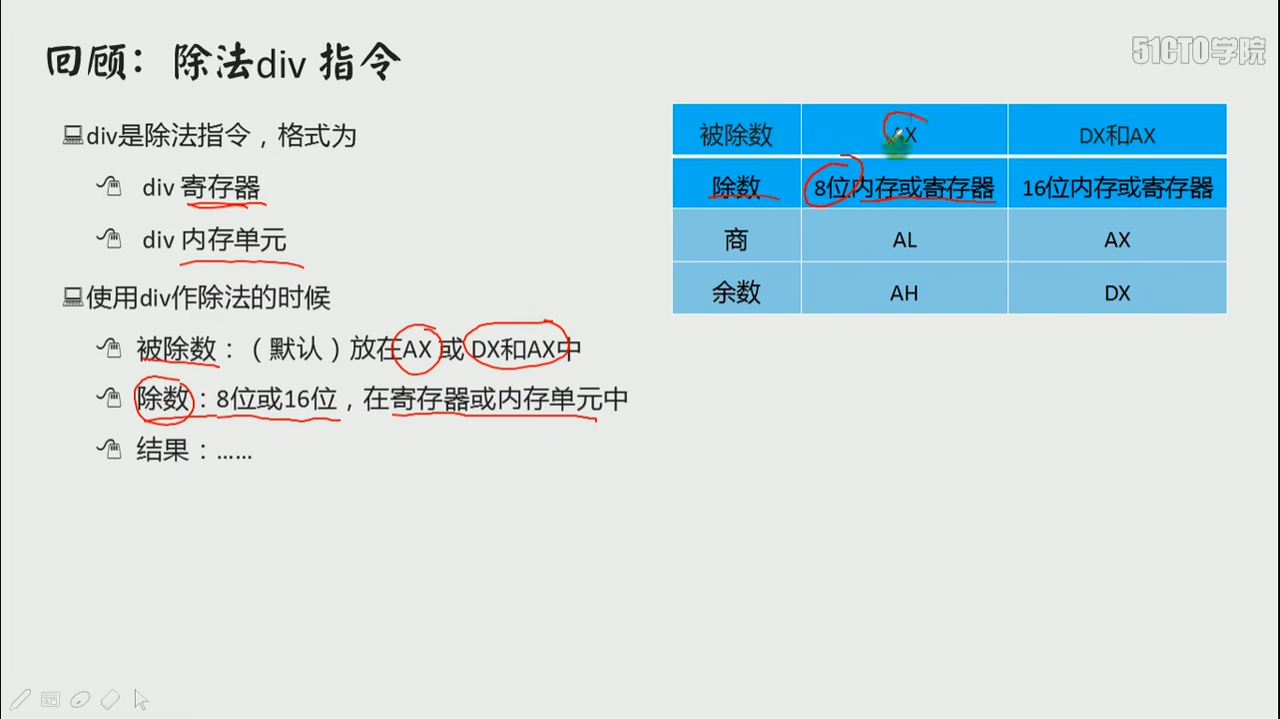 回顾：除法div 指令
51CTO学院
div是除法指令，格式为
div 寄存器
div 内存单元
使用div作除法的时候
被除数：（默认）放在AX 或 DX和AX中
除数：8位或16位，在寄存器或内存单元中
结果：……
被除数 AX DX和AX
除数 8位内存或寄存器 16位内存或寄存器
商 AL AX
余数 AH DX